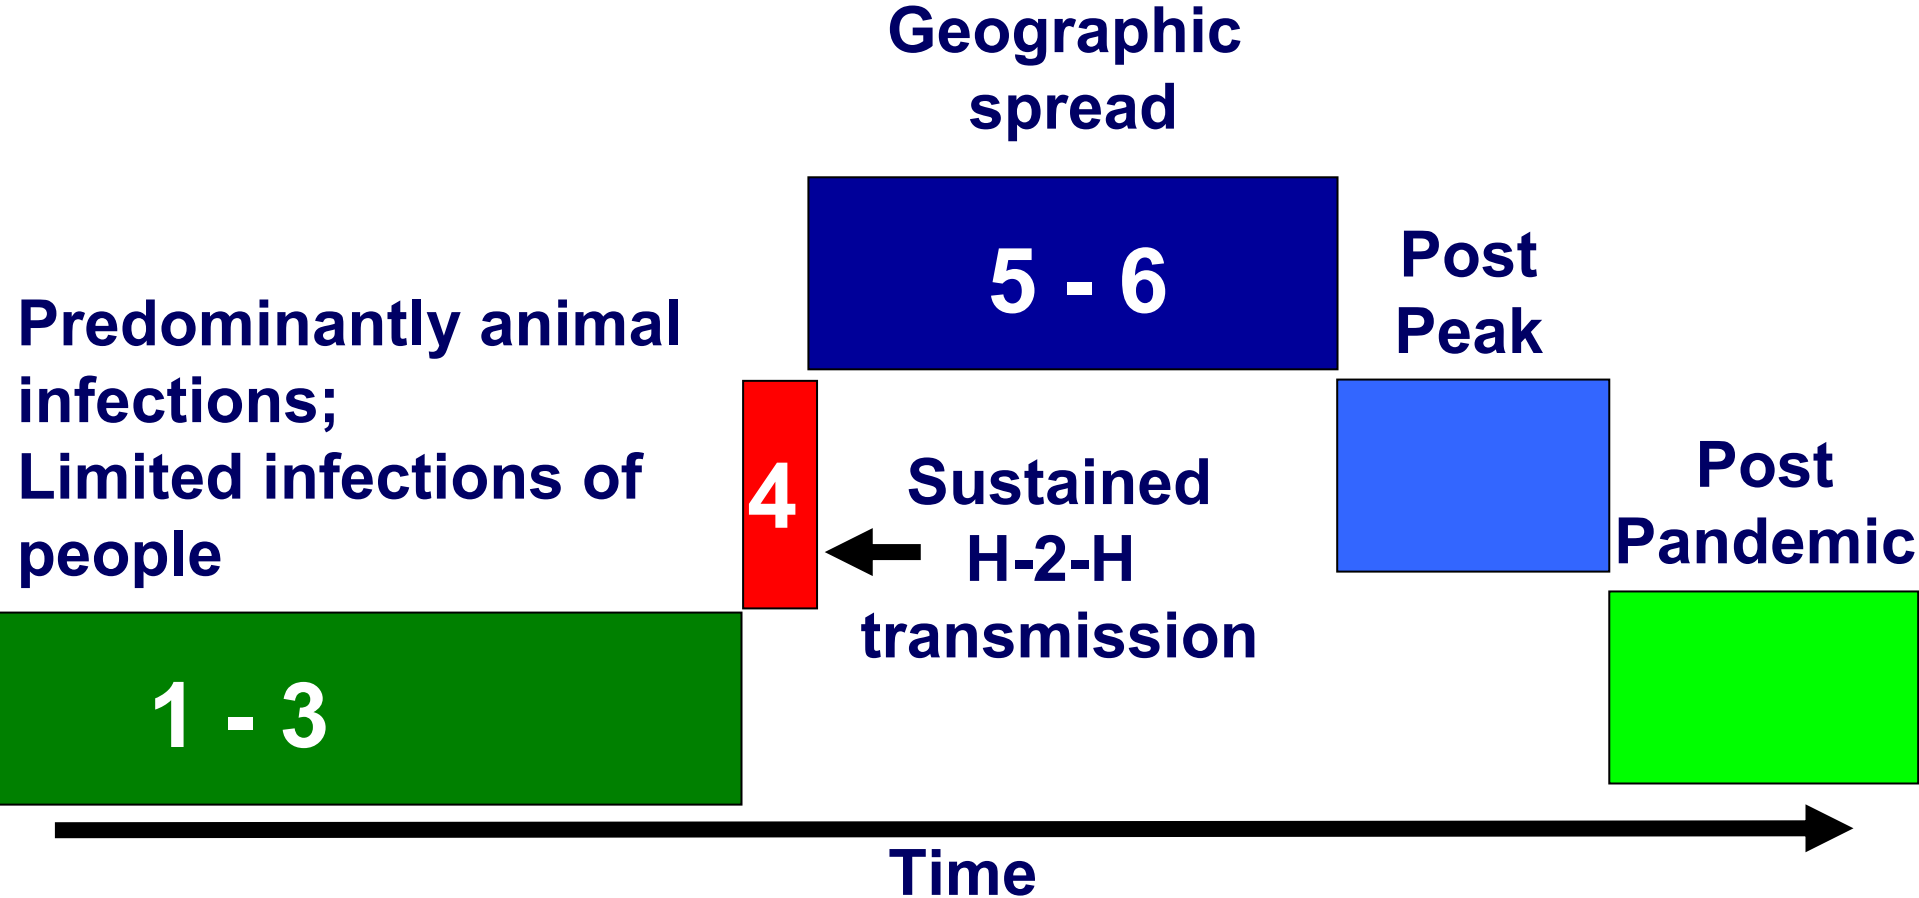 Geographic
spread
5 - 6
Post
Peak
Predominantly animal
infections;
Limited infections of
people
4
Sustained
H-2-H
transmission
Post
Pandemic
1 - 3
Time